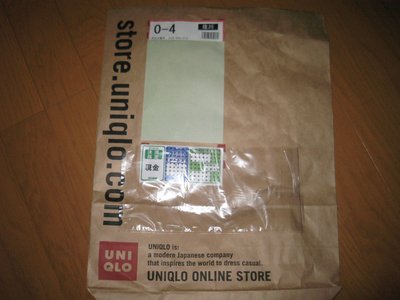 0-4
store.uniqlo.com
現金
UNI
QLO
UNIQLO is:
a modern Japanese company
that inspires the world to dress casual.
UNIQLO ONLINE STORE